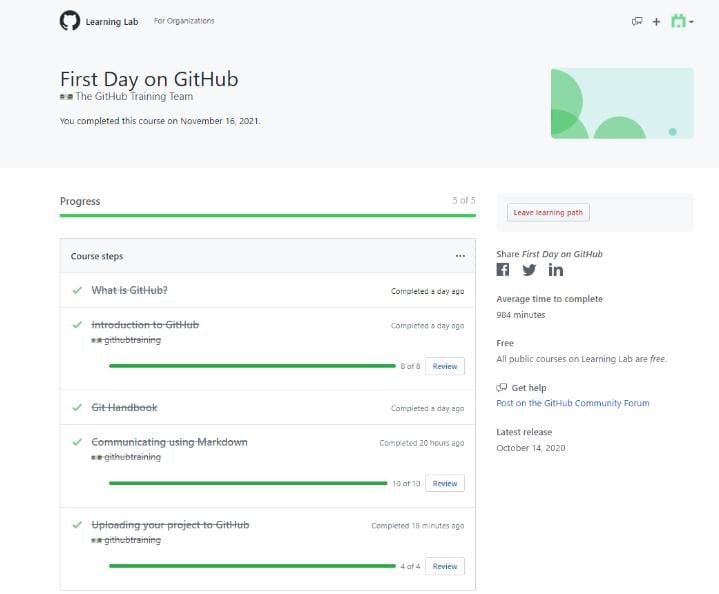 Learning Lab For Organizations
First Day on GitHub
The GitHub Training Team
You completed this course on November 16, 2021.
Progress 5 of 5
Course steps
What is GitHub? Completed a day ago
Introduction to GitHub Completed a day ago
githubtraining
8 of 8 Review
Git Handbook Completed a day ago
Communicating using Markdown Completed 20 hours ago
githubtraining
10 of 10 Review
Uploading your project to GitHub Completed 18 minutes ago
githubtraining
4 of 4 Review
Leave learning path
Share First Day on GitHub
Average time to complete
984 minutes
Free
All public courses on Learning Lab are free.
Get help
Post on the GitHub Community Forum
Latest release
October 14, 2020